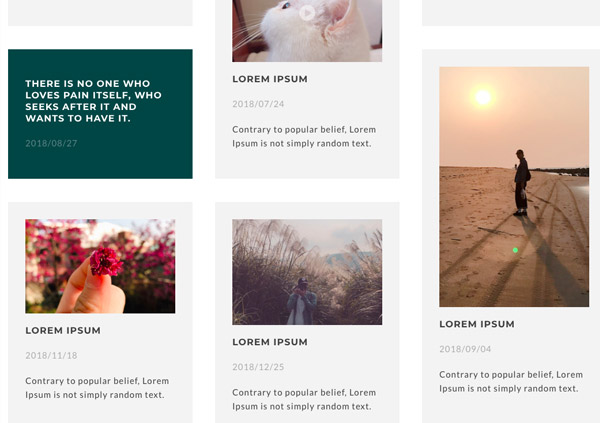 THERE IS NO ONE WHO
LOVES PAIN ITSELF, WHO
SEEKS AFTER IT AND
WANTS TO HAVE IT.
2018/08/27
LOREM IPSUM
2018/11/18
Contrary to popular belief, Lorem
Ipsum is not simply random text.
LOREM IPSUM
2018/07/24
Contrary to popular belief, Lorem
Ipsum is not simply random text.
LOREM IPSUM
2018/12/25
Contrary to popular belief, Lorem
Ipsum is not simply random text.
LOREM IPSUM
2018/09/04
Contrary to popular belief, Lorem
Ipsum is not simply random text.